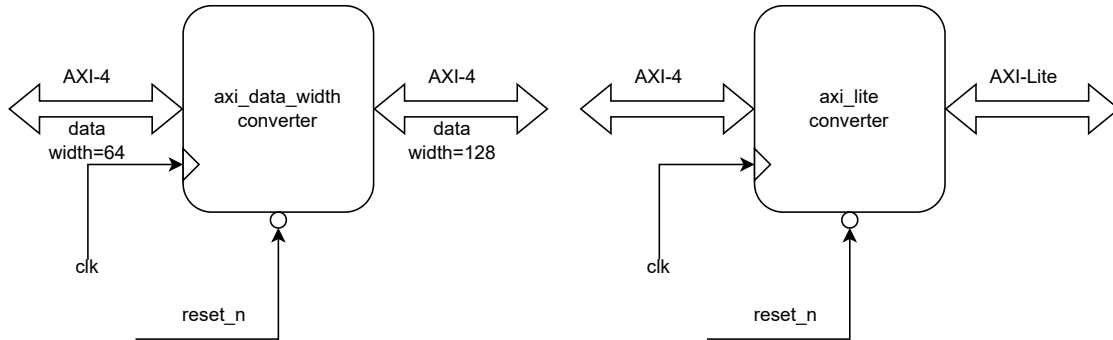 AXI-4
axi_data_width
converter
AXI-4
data
width=64
data
width=128
clk
reset_n
AXI-4
axi_lite
converter
AXI-Lite
clk
reset_n